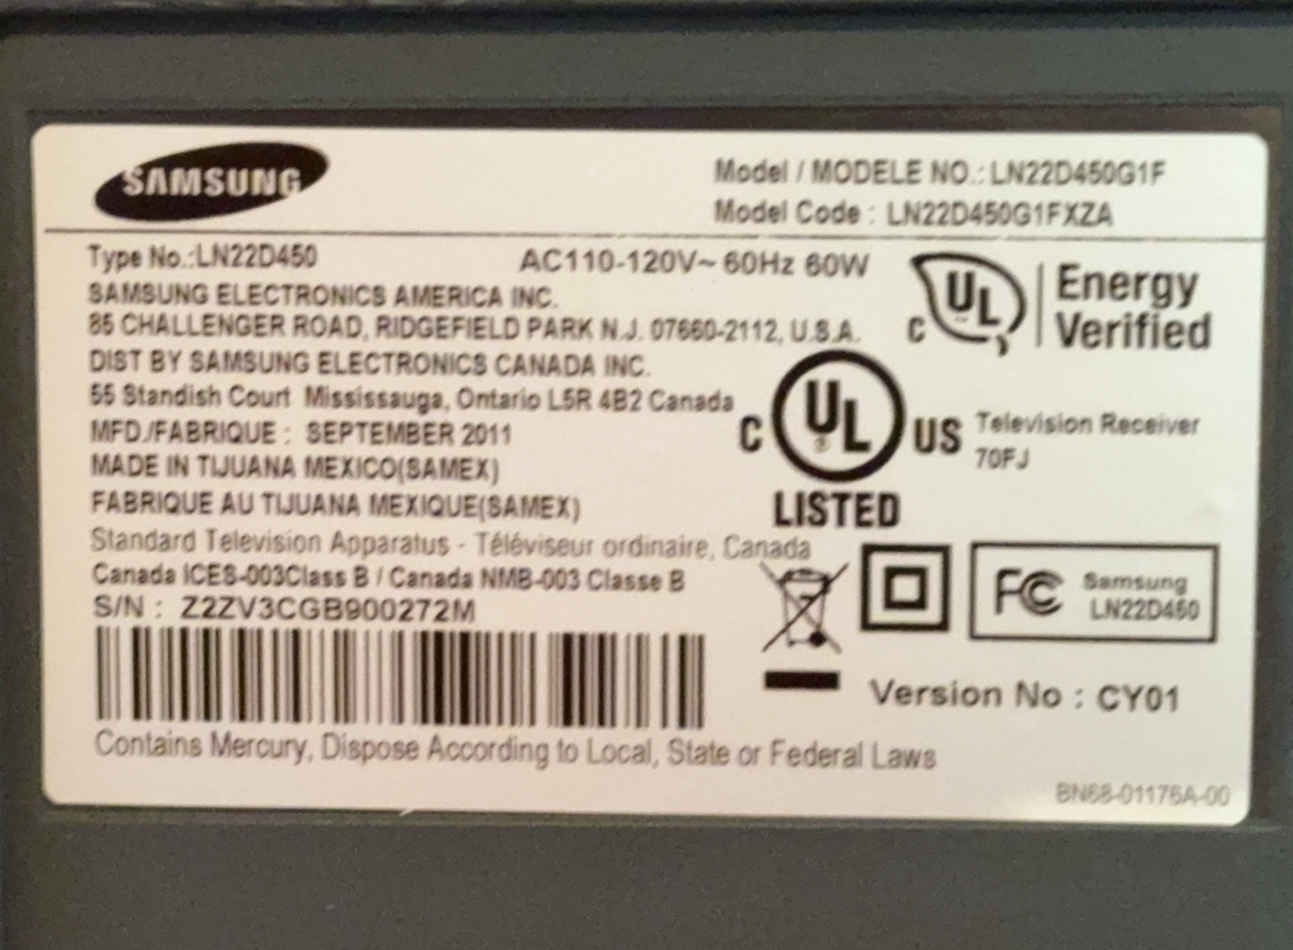 SAMSUNG
Model / MODELE NO.: LN22D450G1F
Model Code : LN22D450G1FXZA
Type No.:LN22D450 AC110-120V~ 60Hz 60W
SAMSUNG ELECTRONICS AMERICA INC.
85 CHALLENGER ROAD, RIDGEFIELD PARK N.J. 07660-2112, U.S.A.
DIST BY SAMSUNG ELECTRONICS CANADA INC.
55 Standish Court Mississauga, Ontario L5R 4B2 Canada
MFD./FABRIQUE : SEPTEMBER 2011
MADE IN TIJUANA MEXICO(SAMEX)
FABRIQUE AU TIJUANA MEXIQUE(SAMEX)
Standard Television Apparatus - Téléviseur ordinaire, Canada
Canada ICES-003Class B / Canada NMB-003 Classe B
S/N : Z2ZV3CGB900272M
Contains Mercury, Dispose According to Local, State or Federal Laws
C UL Energy
Verified
C UL ® US
LISTED
Television Receiver
70FJ
FC Samsung
LN22D450
Version No : CY01
BN68-01176A-00